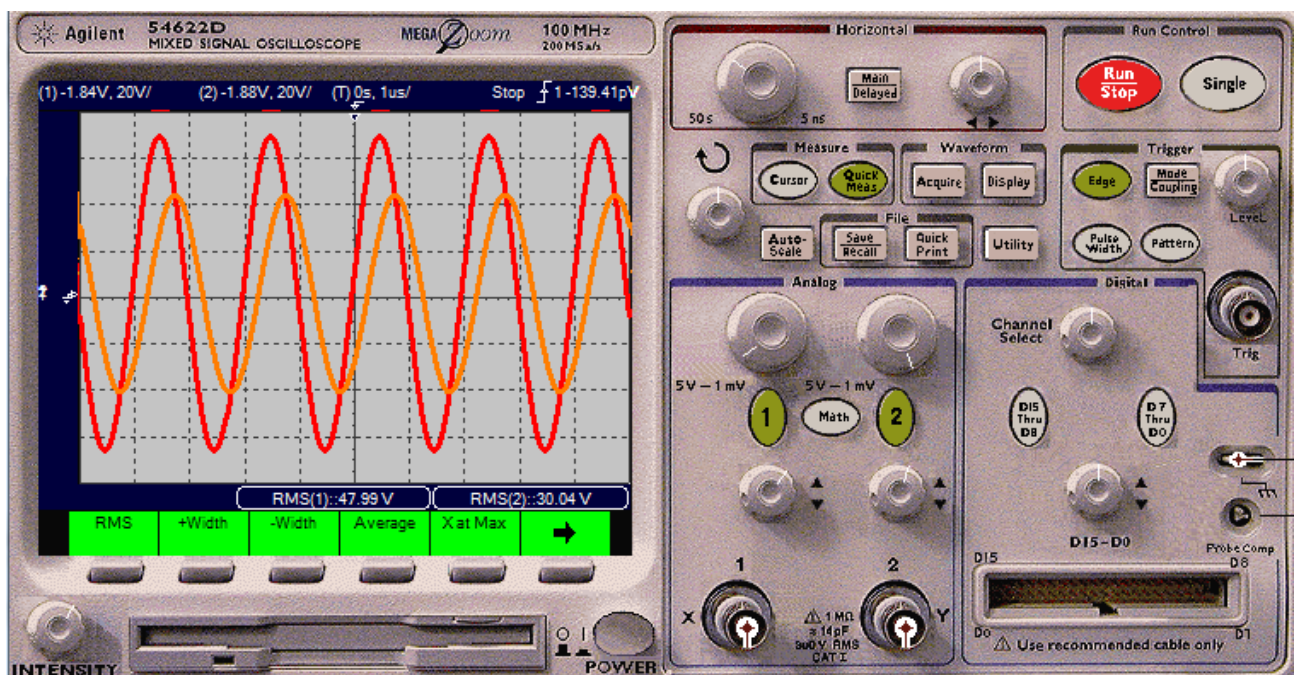 Agilent
54622D
MIXED SIGNAL OSCILLOSCOPE
MEGA Zoom
100 MHz
200 MSa/s
(1) -1.84V, 20V/ (2) -1.88V, 20V/ (T) 0s, 1us/ Stop 1 -139.41pV
RMS(1)::47.99 V RMS(2)::30.04 V
RMS +Width -Width Average X at Max
INTENSITY
POWER
Horizontal
50 s
5 ns
Main
Delayed
Run Control
Run
Stop
Single
Measure
Cursor
Quick
Meas
Waveform
Acquire
Display
File
Auto-
Scale
Save
Recall
Quick
Print
Utility
Trigger
Edge
Mode
Coupling
Level
Pulse
Width
Pattern
Trig
Analog
5 V – 1 mV
5 V – 1 mV
1
Math
2
1
2
X
Y
1 MΩ
≈ 14pF
300 V RMS
CAT I
Digital
Channel
Select
D15
Thru
D8
D7
Thru
D0
D15-D0
Probe Comp
D15
D8
D0
D7
Use recommended cable only